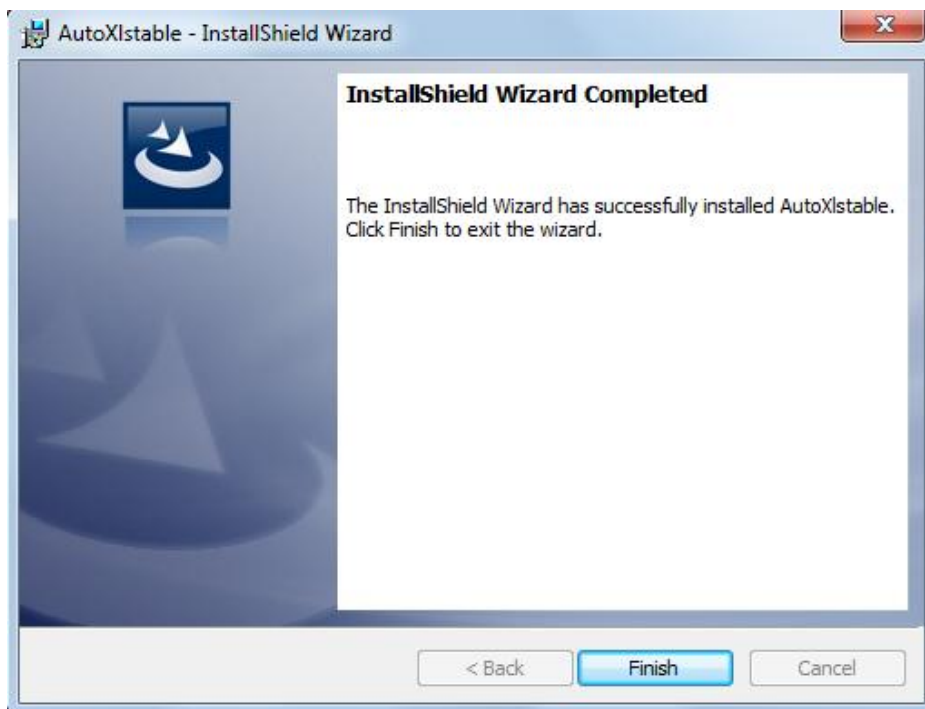 AutoXlstable - InstallShield Wizard
InstallShield Wizard Completed
The InstallShield Wizard has successfully installed AutoXlstable.
Click Finish to exit the wizard.
< Back
Finish
Cancel